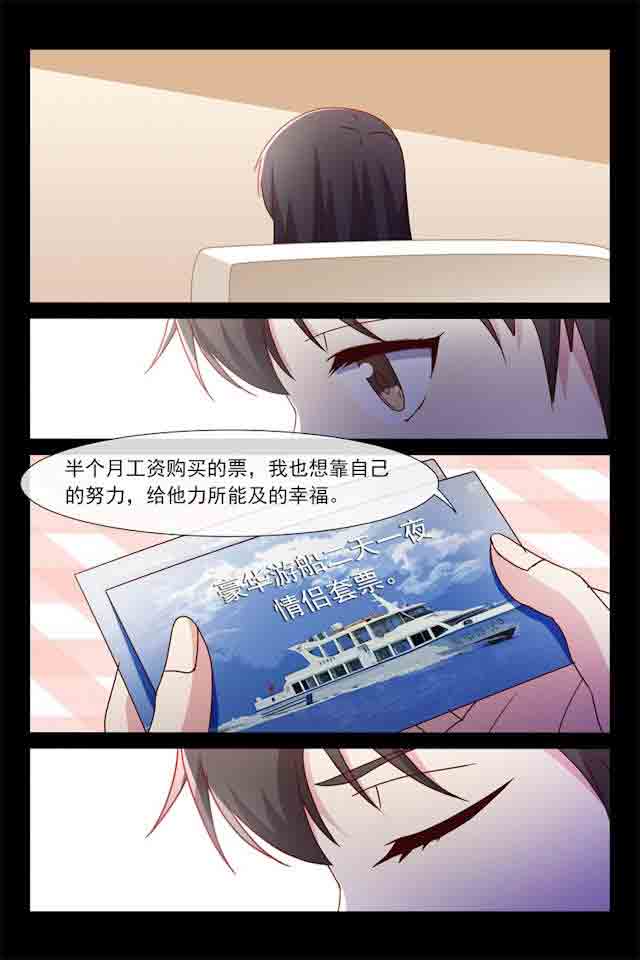 半个月工资购买的票，我也想靠自己
的努力，给他力所能及的幸福。
豪华游船二天一夜
情侣套票。